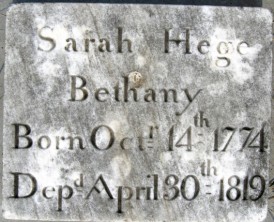 Sarah Hege
Bethany
Born Octr 14th 1774
Depd April 30th 1819